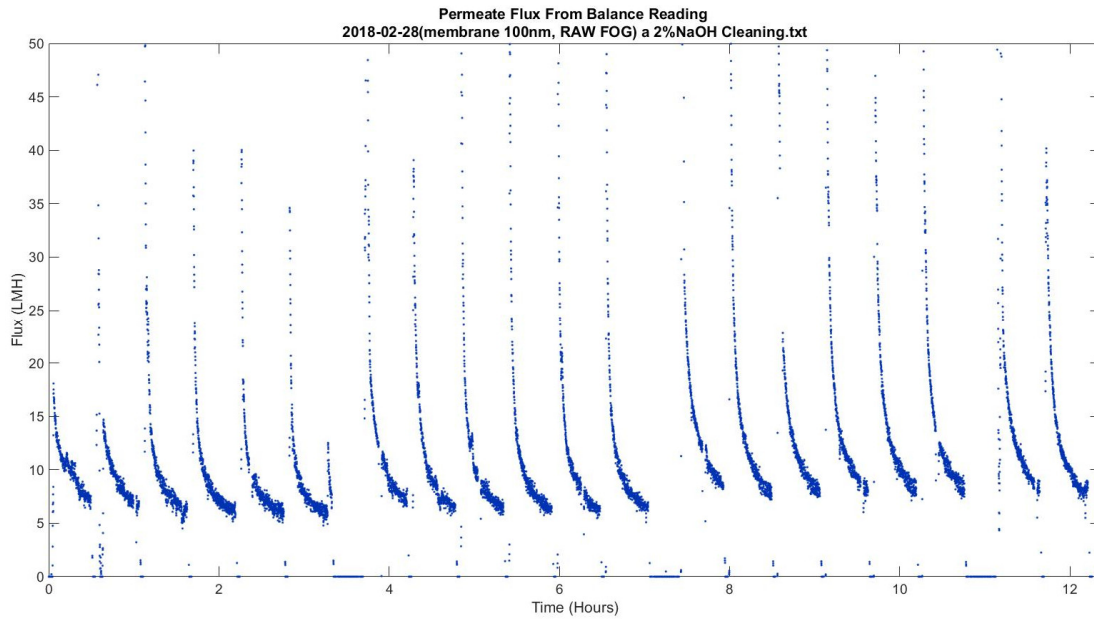 Permeate Flux From Balance Reading
2018-02-28(membrane 100nm, RAW FOG) a 2%NaOH Cleaning.txt
50
45
40
35
30
25
20
15
10
5
0
Flux (LMH)
0 2 4 6 8 10 12
Time (Hours)